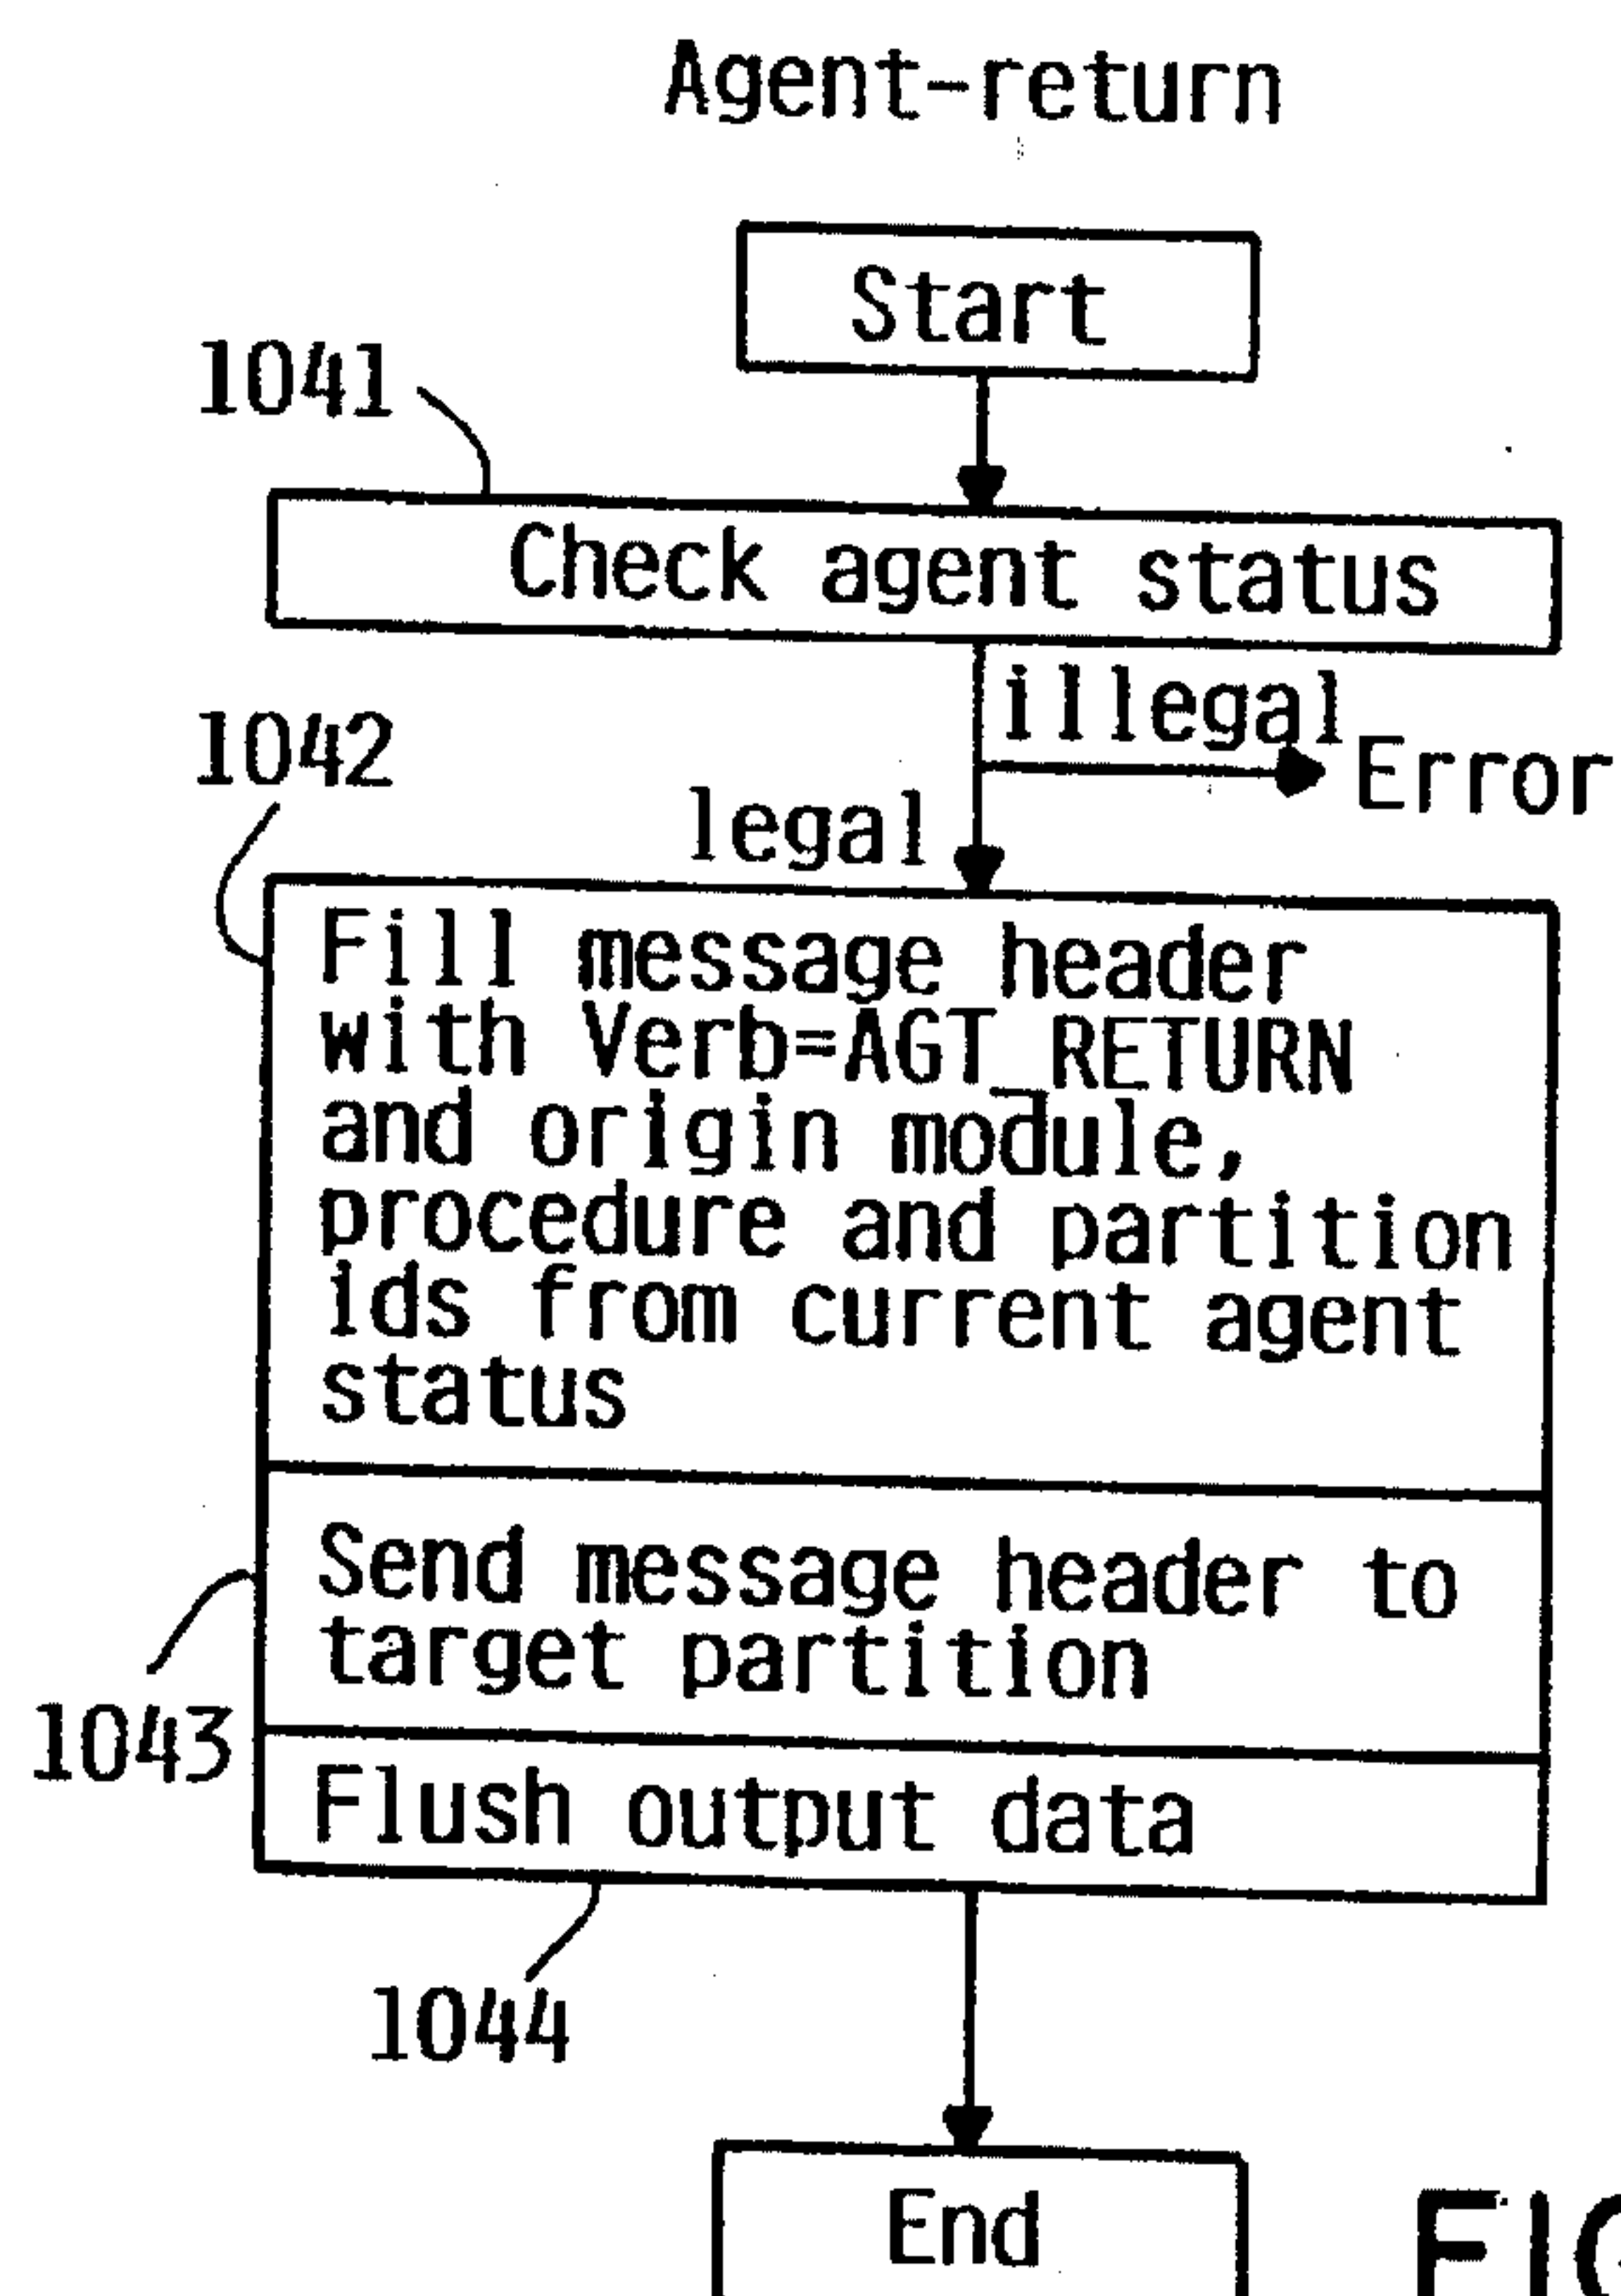 Agent-return
Start
1041
Check agent status
illegal
Error
1042
legal
Fill message header
with Verb=AGT_RETURN
and origin module,
procedure and partition
ids from current agent
status
Send message header to
target partition
1043
Flush output data
1044
End